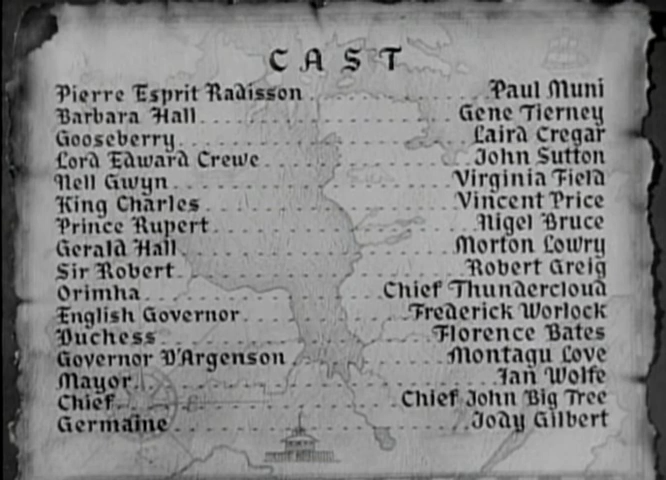 CAST
Pierre Esprit Radisson......................Paul Muni
Barbara Hall......................Gene Tierney
Gooseberry......................Laird Cregar
Lord Edward Crewe......................John Sutton
Nell Gwyn......................Virginia Field
King Charles......................Vincent Price
Prince Rupert......................Nigel Bruce
Gerald Hall......................Morton Lowry
Sir Robert......................Robert Greig
Orimha......................Chief Thundercloud
English Governor......................Frederick Worlock
Duchess......................Florence Bates
Governor D'Argenson......................Montagu Love
Mayor......................Ian Wolfe
Chief......................Chief John Big Tree
Germaine......................Jody Gilbert